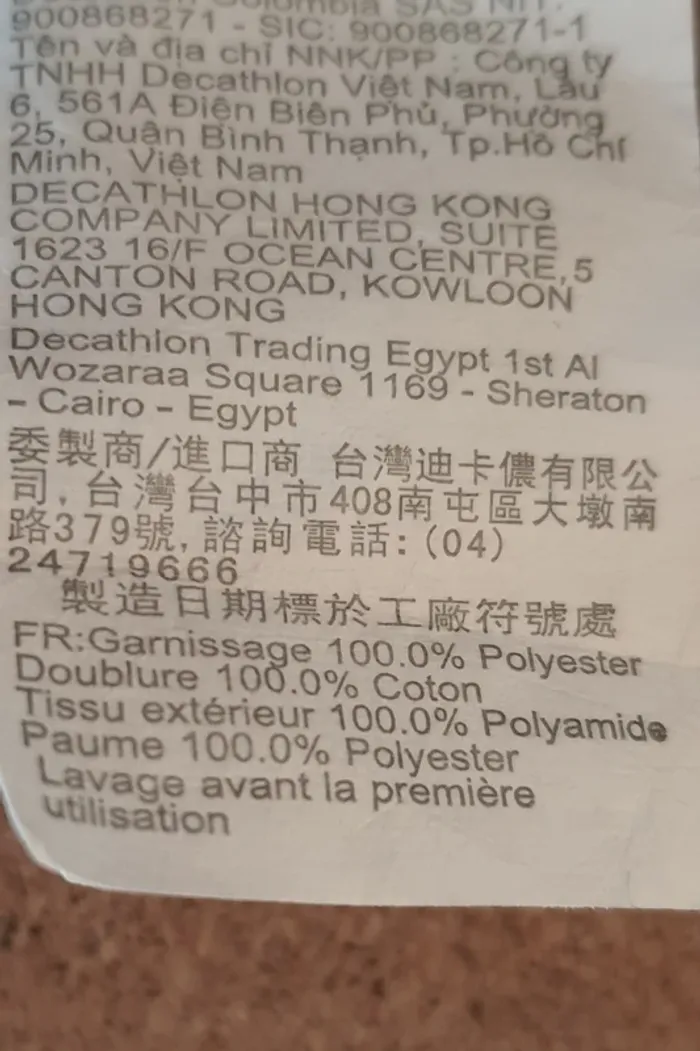 Colombia SAS NIT:
900868271 - SIC: 900868271-1
Tên và địa chỉ NNK/PP : Công ty
TNHH Decathlon Việt Nam, Lầu
6, 561A Điện Biên Phủ, Phường
25, Quận Bình Thạnh, Tp.Hồ Chí
Minh, Việt Nam
DECATHLON HONG KONG
COMPANY LIMITED, SUITE
1623 16/F OCEAN CENTRE,5
CANTON ROAD, KOWLOON
HONG KONG
Decathlon Trading Egypt 1st Al
Wozaraa Square 1169 - Sheraton
– Cairo – Egypt
委製商/進口商 台灣迪卡儂有限公
司, 台灣台中市408南屯區大墩南
路379號, 諮詢電話: (04)
24719666
製造日期標於工廠符號處
FR:Garnissage 100.0% Polyester
Doublure 100.0% Coton
Tissu extérieur 100.0% Polyamide
Paume 100.0% Polyester
Lavage avant la première
utilisation